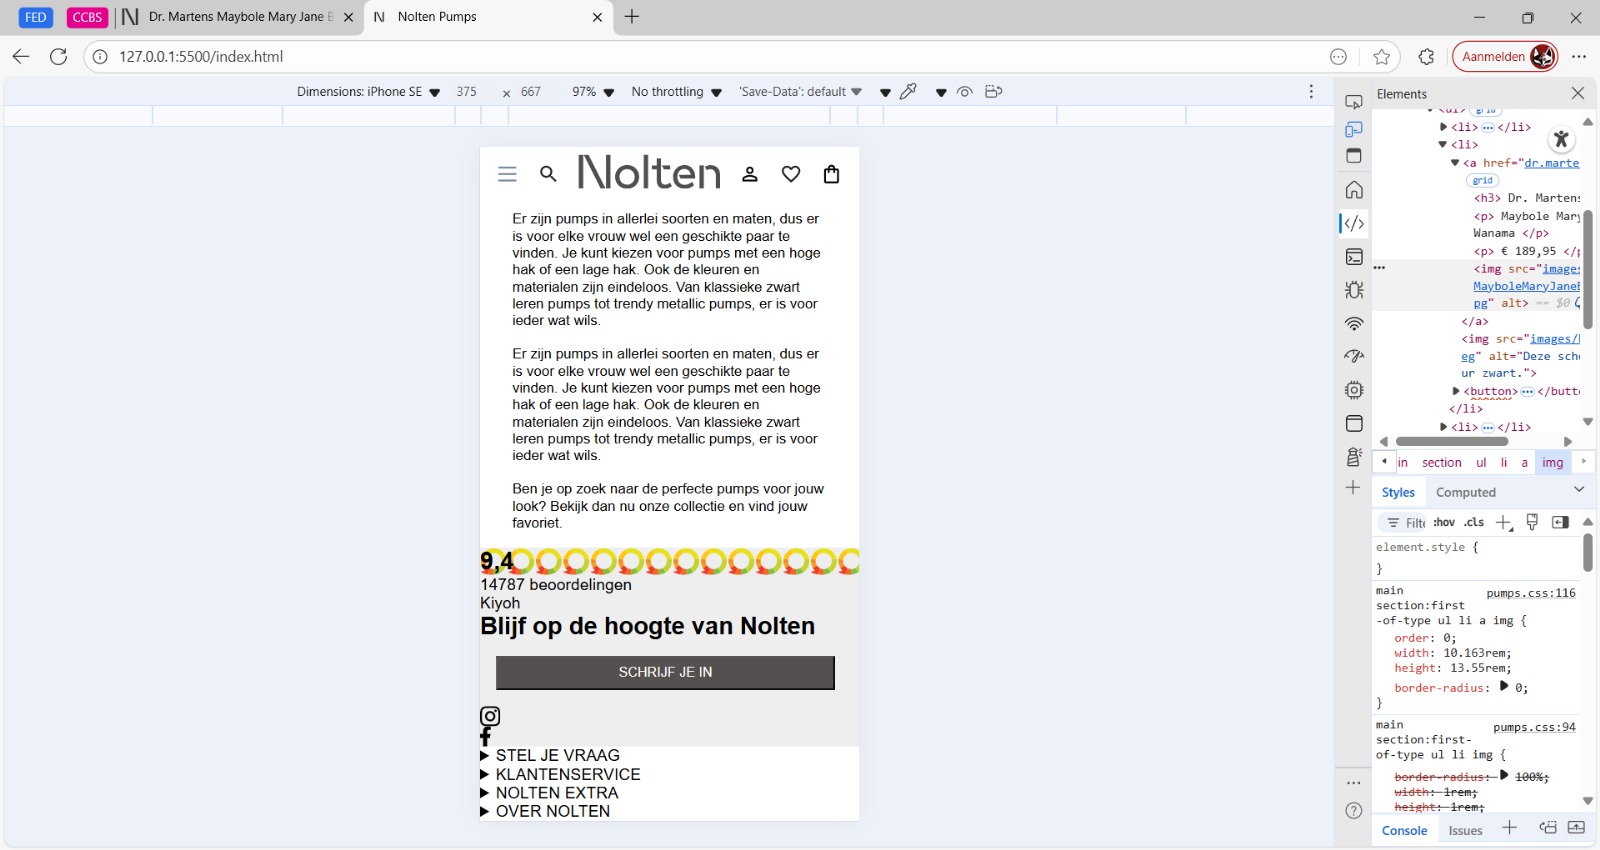 FED CCBS Dr. Martens Maybole Mary Jane Nolten Pumps
127.0.0.1:5500/index.html Aanmelden
Dimensions: iPhone SE 375 x 667 97% No throttling 'Save-Data': default
Nolten
Er zijn pumps in allerlei soorten en maten, dus er
is voor elke vrouw wel een geschikte paar te
vinden. Je kunt kiezen voor pumps met een hoge
hak of een lage hak. Ook de kleuren en
materialen zijn eindeloos. Van klassieke zwart
leren pumps tot trendy metallic pumps, er is voor
ieder wat wils.
Er zijn pumps in allerlei soorten en maten, dus er
is voor elke vrouw wel een geschikte paar te
vinden. Je kunt kiezen voor pumps met een hoge
hak of een lage hak. Ook de kleuren en
materialen zijn eindeloos. Van klassieke zwart
leren pumps tot trendy metallic pumps, er is voor
ieder wat wils.
Ben je op zoek naar de perfecte pumps voor jouw
look? Bekijk dan nu onze collectie en vind jouw
favoriet.
9,4
14787 beoordelingen
Kiyoh
Blijf op de hoogte van Nolten
SCHRIJF JE IN
STEL JE VRAAG
KLANTENSERVICE
NOLTEN EXTRA
OVER NOLTEN
Elements
<ul> grid
<li> ··· </li>
<li>
<a href="dr.marte
grid
<h3> Dr. Martens
<p> Maybole Mary
Wanama </p>
<p> € 189,95 </p
<img src="images
MayboleMaryJaneB
pg" alt> == $0
</a>
<img src="images/
eg" alt="Deze sch
ur zwart.">
<button> ··· </butt
</li>
<li> ··· </li>
in section ul li a img
Styles Computed
Filte :hov .cls
element.style {
}
main pumps.css:116
section:first
-of-type ul li a img {
order: 0;
width: 10.163rem;
height: 13.55rem;
border-radius: 0;
}
main pumps.css:94
section:first-
of-type ul li img {
border-radius: 100%;
width: 1rem;
height: 1rem;
Console Issues